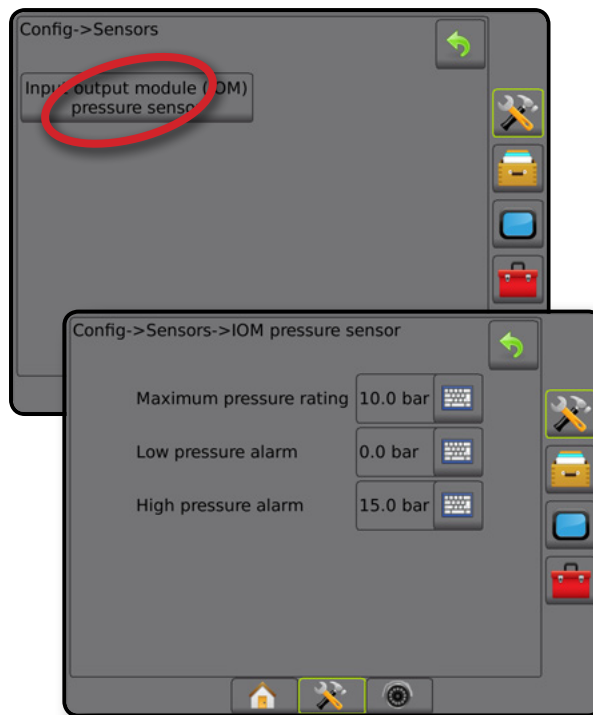 Config->Sensors
Input output module (IOM)
pressure sensor
Config->Sensors->IOM pressure sensor
Maximum pressure rating 10.0 bar
Low pressure alarm 0.0 bar
High pressure alarm 15.0 bar